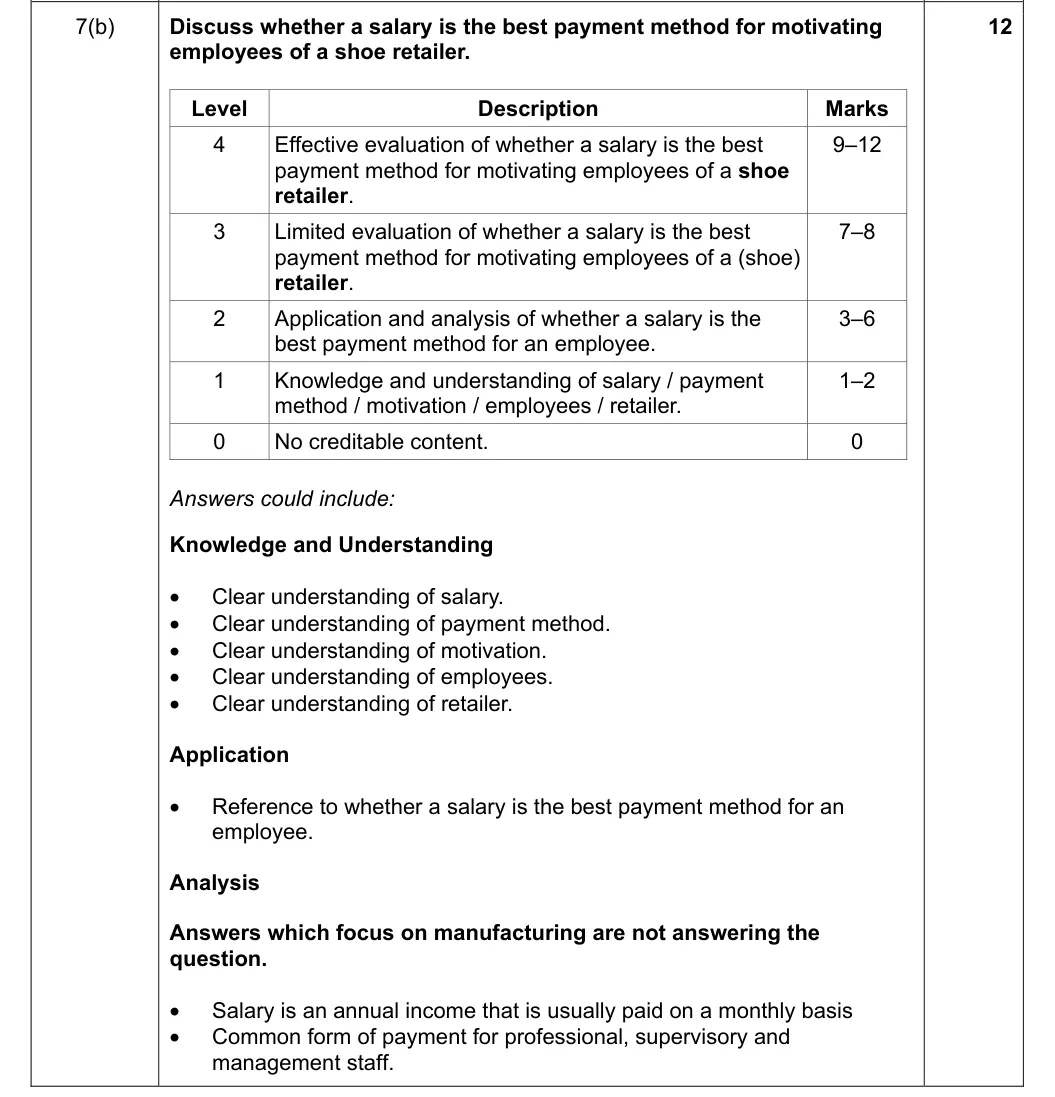 7(b)
Discuss whether a salary is the best payment method for motivating
employees of a shoe retailer.
12
Level Description Marks
4 Effective evaluation of whether a salary is the best 9–12
payment method for motivating employees of a shoe
retailer.
3 Limited evaluation of whether a salary is the best 7–8
payment method for motivating employees of a (shoe)
retailer.
2 Application and analysis of whether a salary is the 3–6
best payment method for an employee.
1 Knowledge and understanding of salary / payment 1–2
method / motivation / employees / retailer.
0 No creditable content. 0
Answers could include:
Knowledge and Understanding
• Clear understanding of salary.
• Clear understanding of payment method.
• Clear understanding of motivation.
• Clear understanding of employees.
• Clear understanding of retailer.
Application
• Reference to whether a salary is the best payment method for an
employee.
Analysis
Answers which focus on manufacturing are not answering the
question.
• Salary is an annual income that is usually paid on a monthly basis
• Common form of payment for professional, supervisory and
management staff.